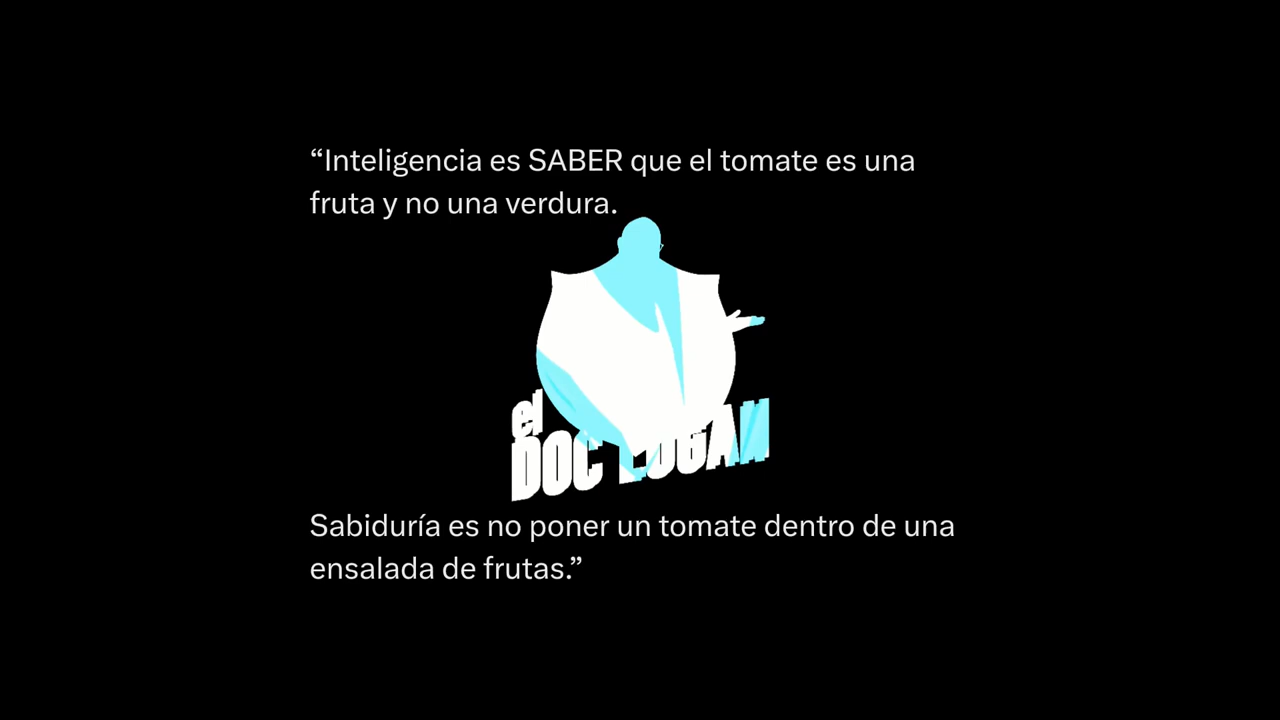 “Inteligencia es SABER que el tomate es una
fruta y no una verdura.
el
DOC LOGAN
Sabiduría es no poner un tomate dentro de una
ensalada de frutas.”